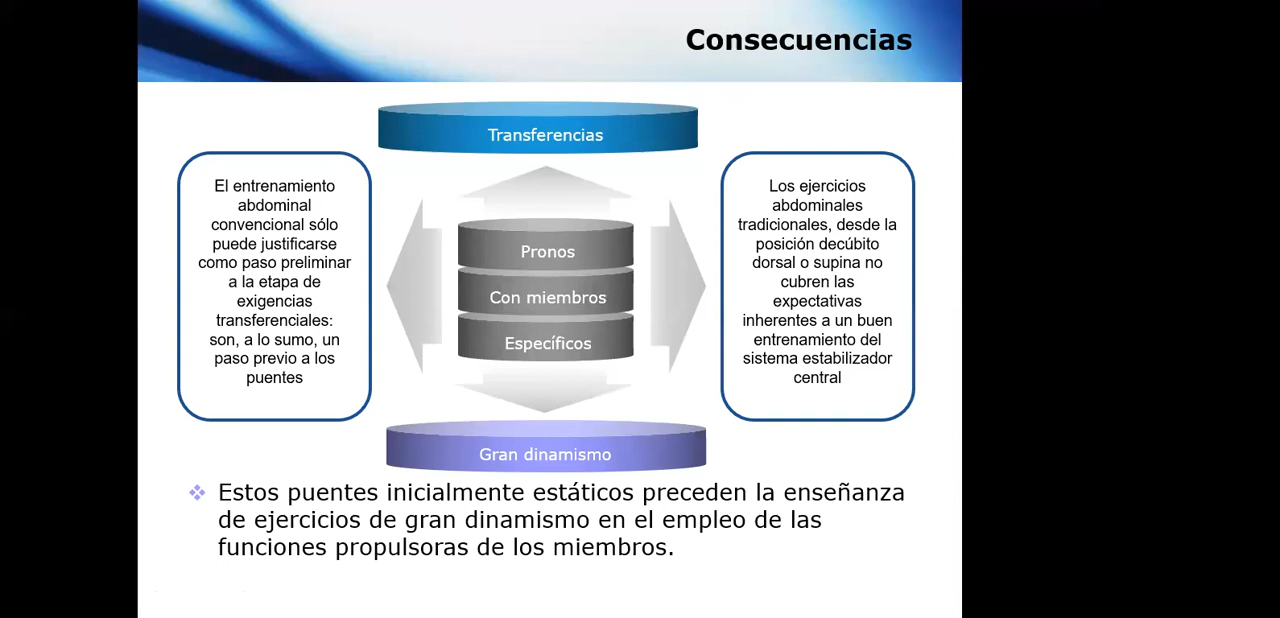 Consecuencias
Transferencias
El entrenamiento
abdominal
convencional sólo
puede justificarse
como paso preliminar
a la etapa de
exigencias
transferenciales:
son, a lo sumo, un
paso previo a los
puentes
Pronos
Con miembros
Específicos
Los ejercicios
abdominales
tradicionales, desde la
posición decúbito
dorsal o supina no
cubren las
expectativas
inherentes a un buen
entrenamiento del
sistema estabilizador
central
Gran dinamismo
Estos puentes inicialmente estáticos preceden la enseñanza
de ejercicios de gran dinamismo en el empleo de las
funciones propulsoras de los miembros.